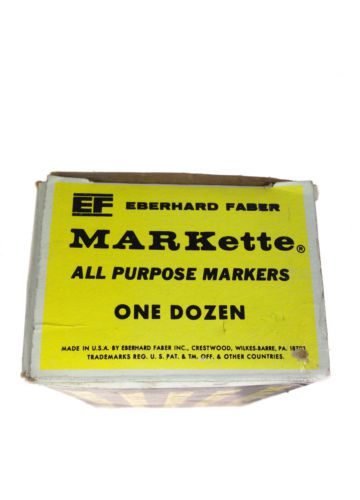 EF EBERHARD FABER
MARKette®
ALL PURPOSE MARKERS
ONE DOZEN
MADE IN U.S.A. BY EBERHARD FABER INC., CRESTWOOD, WILKES-BARRE, PA.
TRADEMARKS REG. U. S. PAT. & TM. OFF. & OTHER COUNTRIES.